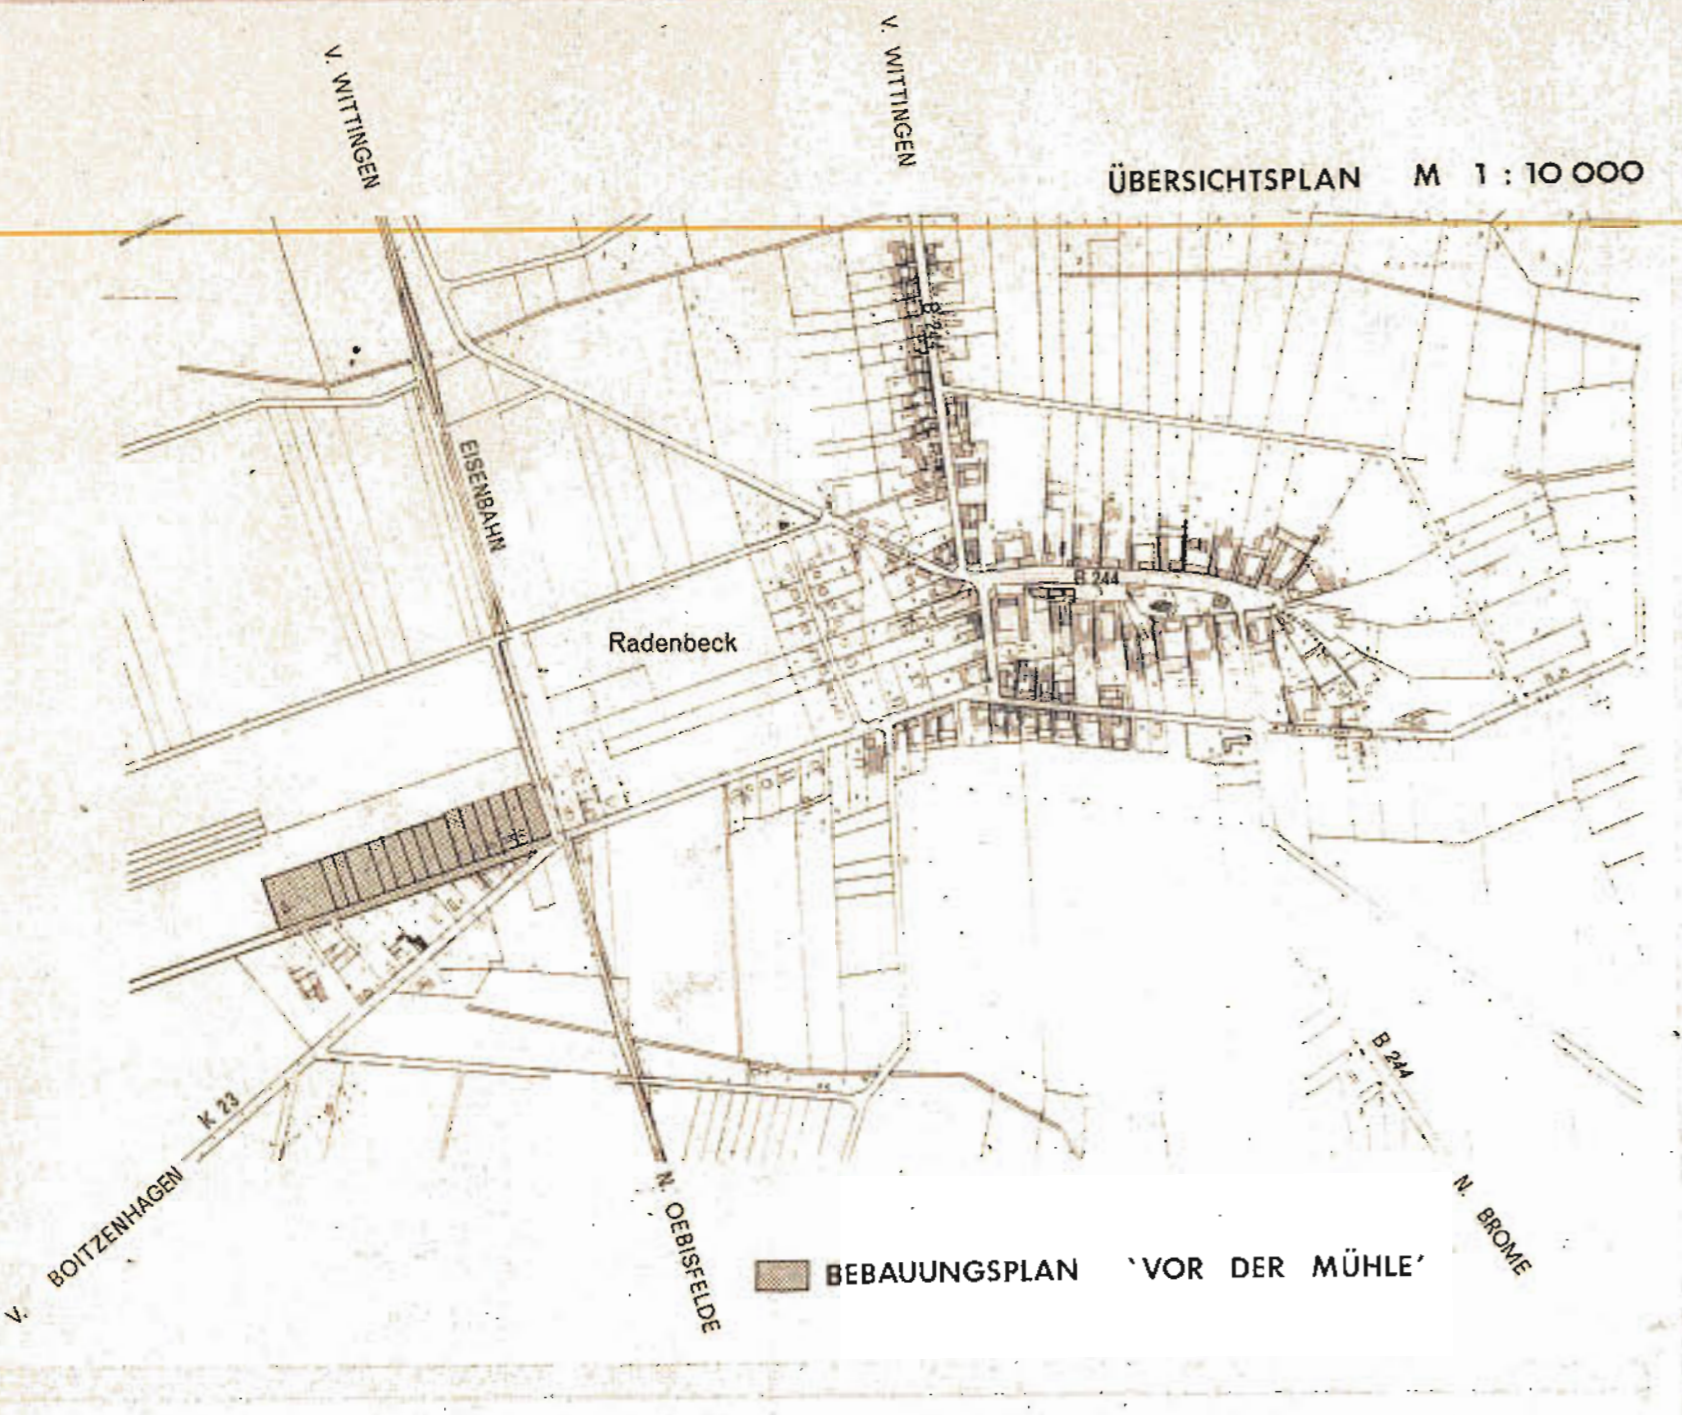 V. WITTINGEN
V. WITTINGEN
ÜBERSICHTSPLAN M 1 : 10 000
B 244
EISENBAHN
B 244
Radenbeck
B 244
K 23
V. BOITZENHAGEN
N. OEBISFELDE
N. BROME
BEBAUUNGSPLAN 'VOR DER MÜHLE'